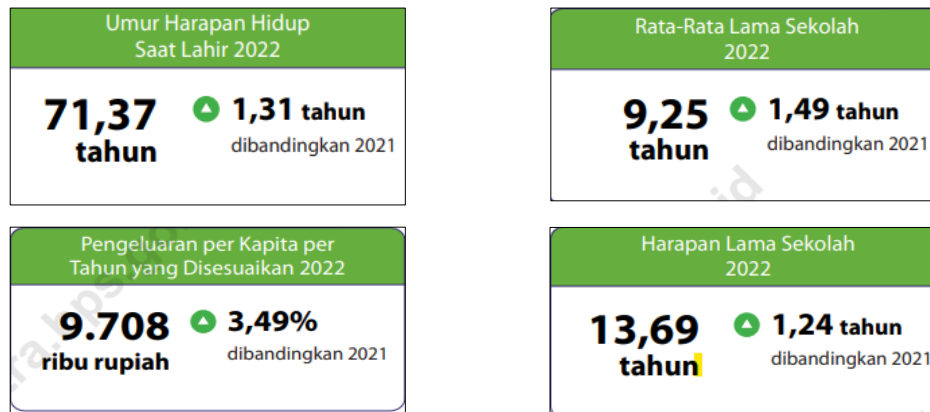 Umur Harapan Hidup
Saat Lahir 2022
71,37
tahun
1,31 tahun
dibandingkan 2021
Rata-Rata Lama Sekolah
2022
9,25
tahun
1,49 tahun
dibandingkan 2021
Pengeluaran per Kapita per
Tahun yang Disesuaikan 2022
9.708
ribu rupiah
3,49%
dibandingkan 2021
Harapan Lama Sekolah
2022
13,69
tahun
1,24 tahun
dibandingkan 2021